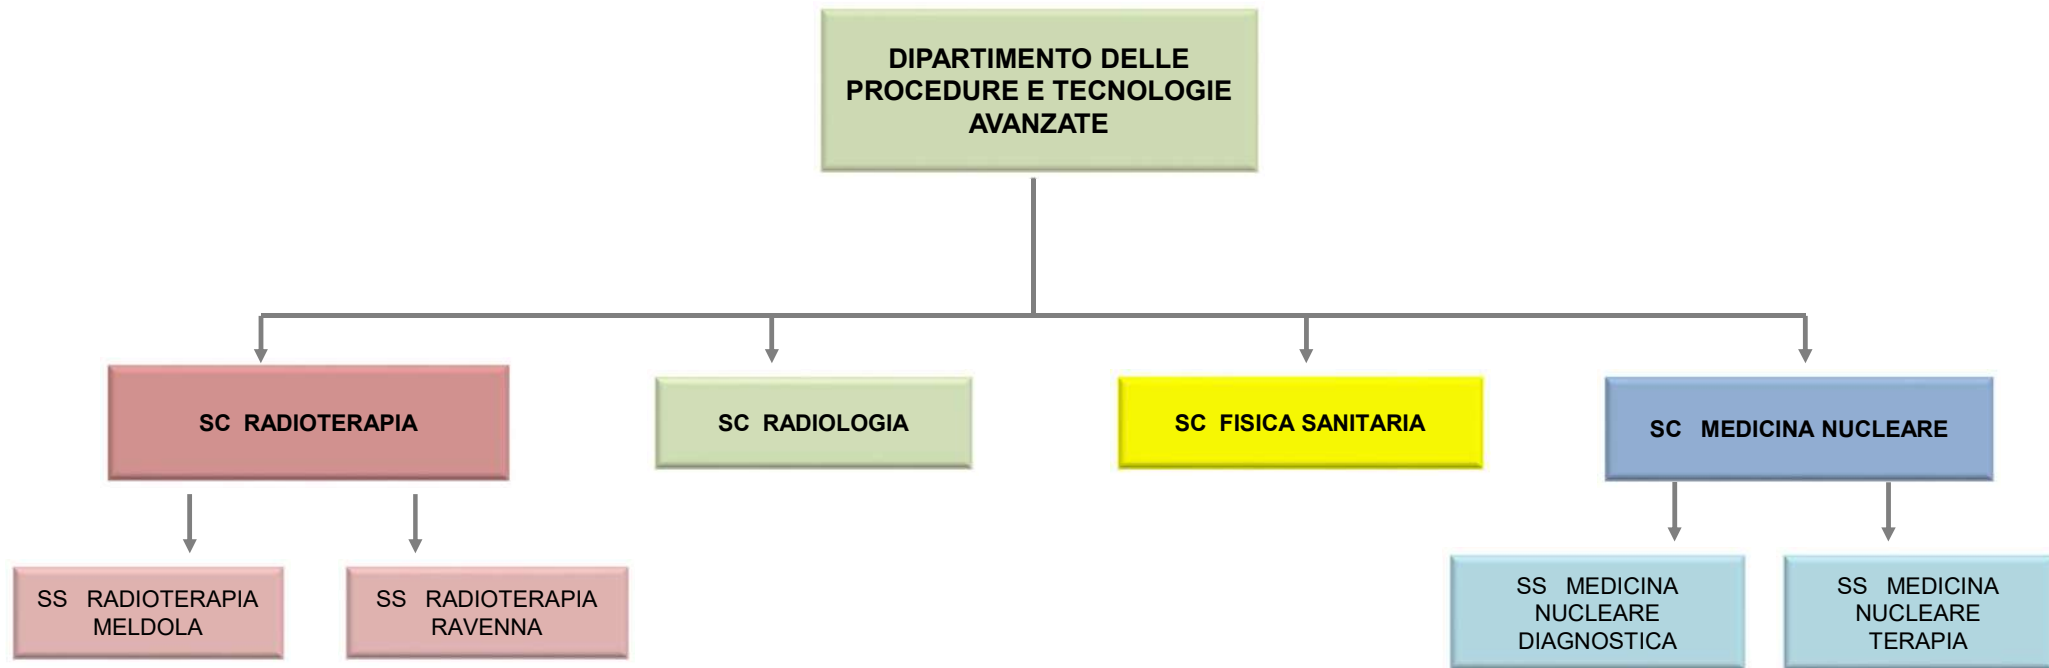 DIPARTIMENTO DELLE
PROCEDURE E TECNOLOGIE
AVANZATE
SC RADIOTERAPIA
SC RADIOLOGIA
SC FISICA SANITARIA
SC MEDICINA NUCLEARE
SS RADIOTERAPIA
MELDOLA
SS RADIOTERAPIA
RAVENNA
SS MEDICINA
NUCLEARE
DIAGNOSTICA
SS MEDICINA
NUCLEARE
TERAPIA